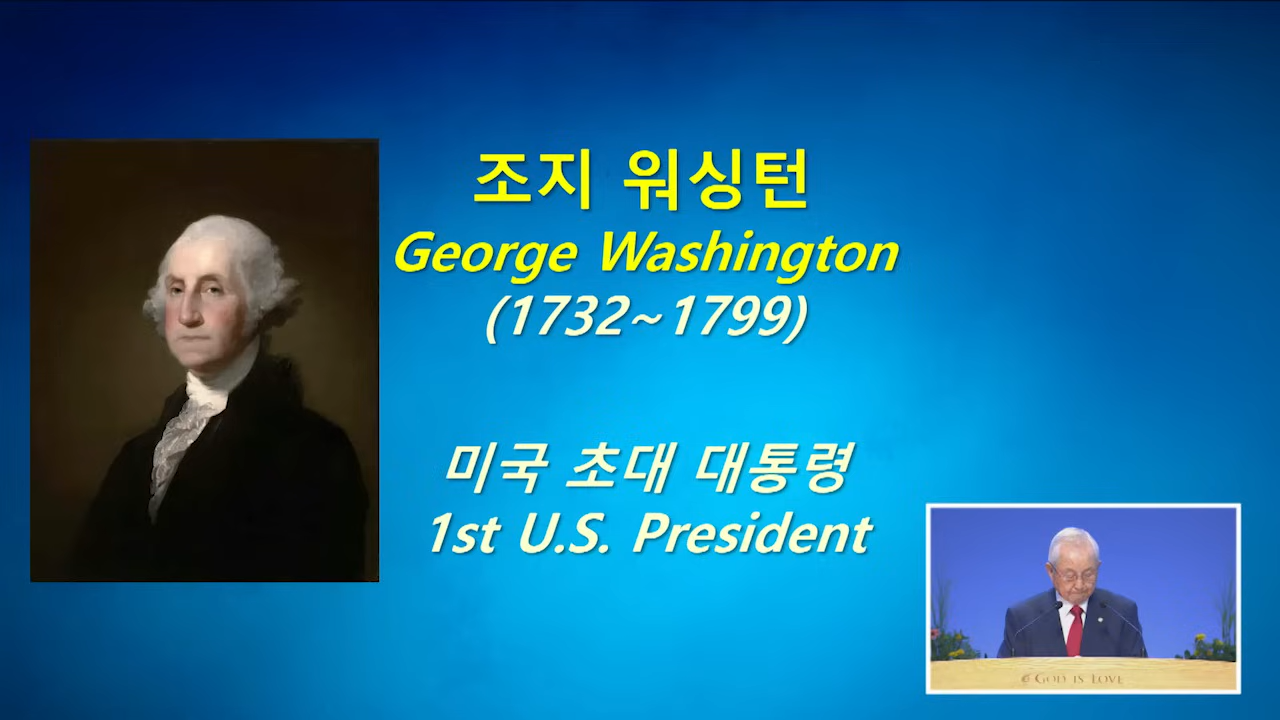 조지 워싱턴
George Washington
(1732~1799)
미국 초대 대통령
1st U.S. President
GOD IS LOVE